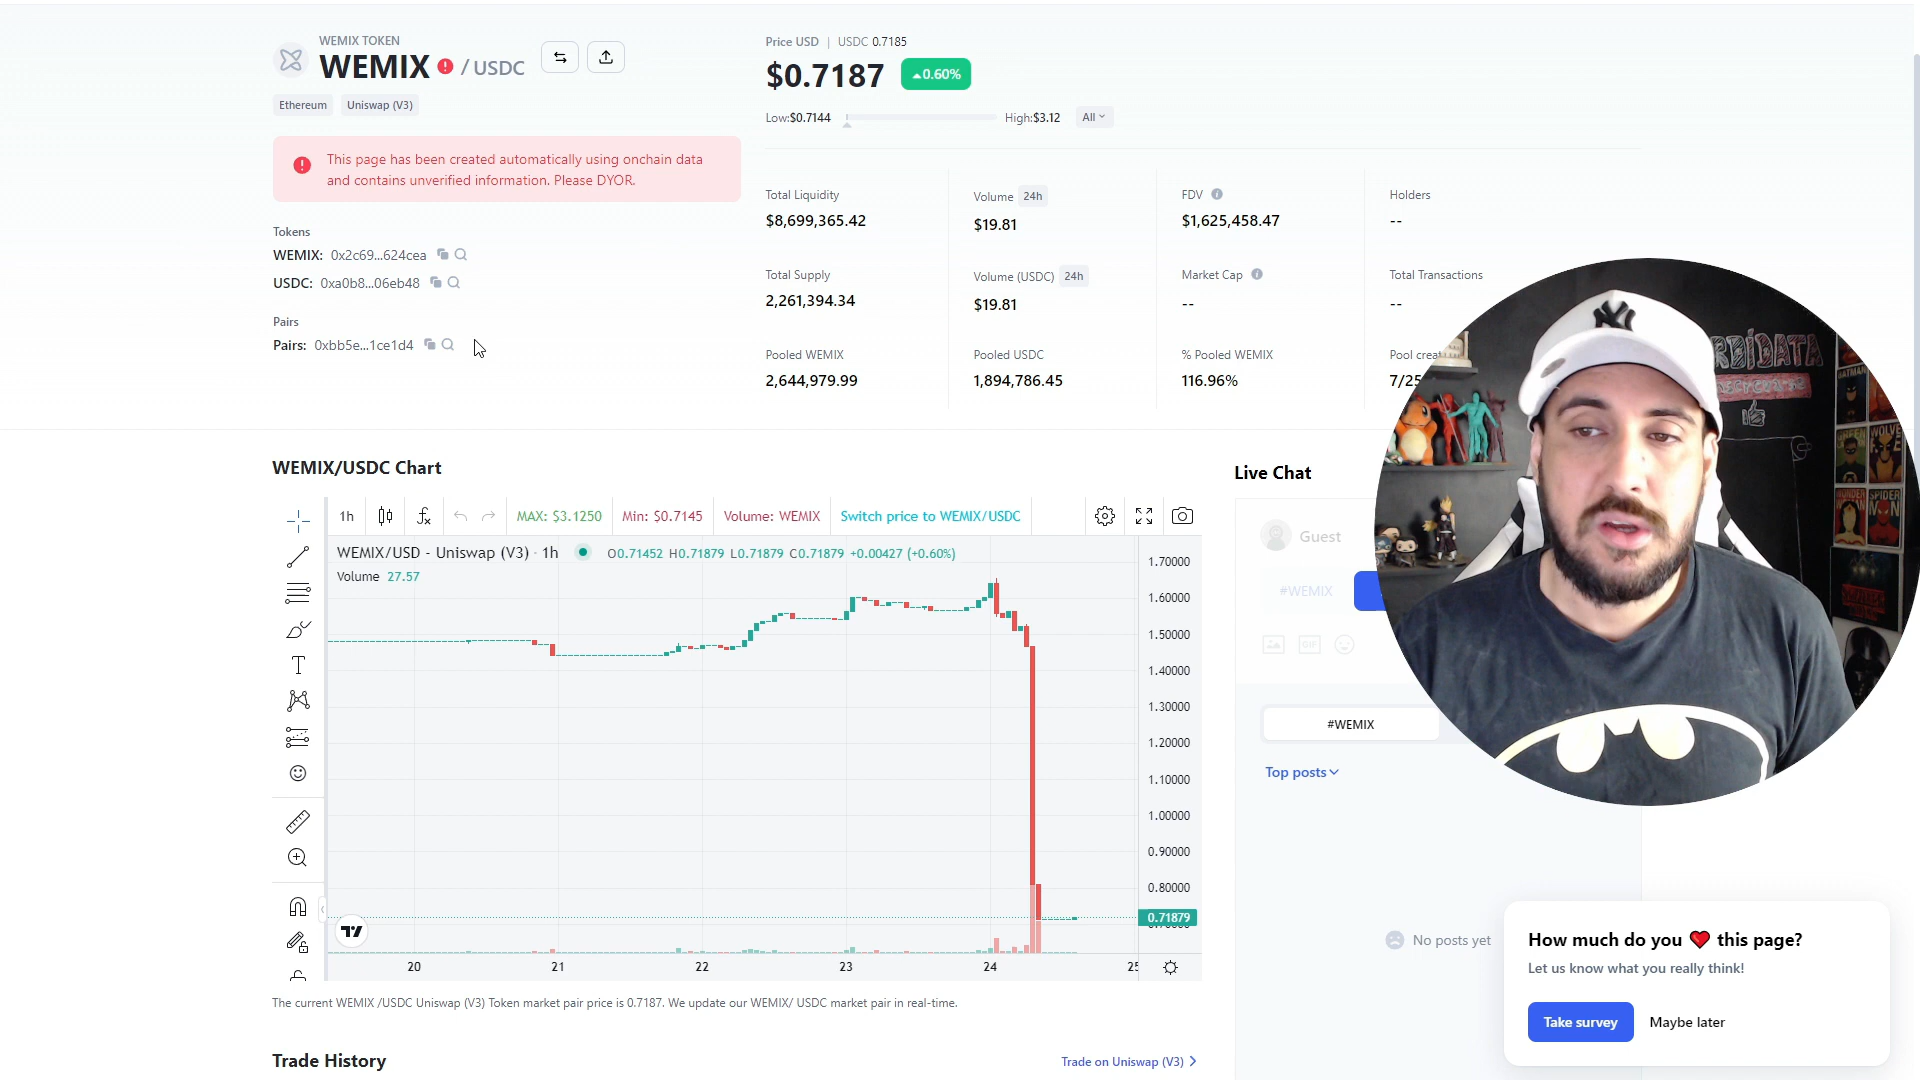 WEMIX TOKEN
WEMIX / USDC
Ethereum
Uniswap (V3)
This page has been created automatically using onchain data
and contains unverified information. Please DYOR.
Tokens
WEMIX: 0x2c69...624cea
USDC: 0xa0b8...06eb48
Pairs
Pairs: 0xbb5e...1ce1d4
Price USD | USDC 0.7185
$0.7187
0.60%
Low:$0.7144
High:$3.12
All
Total Liquidity
$8,699,365.42
Volume 24h
$19.81
FDV
$1,625,458.47
Holders
--
Total Supply
2,261,394.34
Volume (USDC) 24h
$19.81
Market Cap
--
Total Transactions
--
Pooled WEMIX
2,644,979.99
Pooled USDC
1,894,786.45
% Pooled WEMIX
116.96%
Pool
7/25
WEMIX/USDC Chart
1h
MAX: $3.1250
Min: $0.7145
Volume: WEMIX
Switch price to WEMIX/USDC
WEMIX/USD - Uniswap (V3) · 1h
O0.71452 H0.71879 L0.71879 C0.71879 +0.00427 (+0.60%)
Volume 27.57
1.70000
1.60000
1.50000
1.40000
1.30000
1.20000
1.10000
1.00000
0.90000
0.80000
0.71879
20
21
22
23
24
25
The current WEMIX /USDC Uniswap (V3) Token market pair price is 0.7187. We update our WEMIX/ USDC market pair in real-time.
Trade History
Trade on Uniswap (V3)
Live Chat
Guest
#WEMIX
GIF
#WEMIX
Top posts
No posts yet
How much do you ❤️ this page?
Let us know what you really think!
Take survey
Maybe later
NY
BATMAN